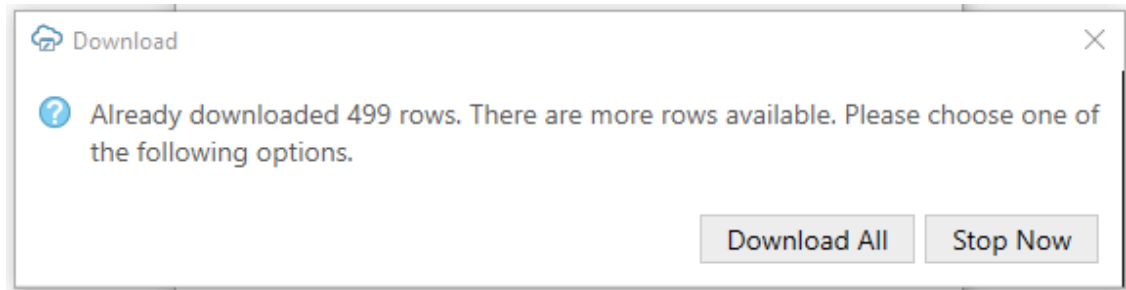 Download
Already downloaded 499 rows. There are more rows available. Please choose one of
the following options.
Download All
Stop Now